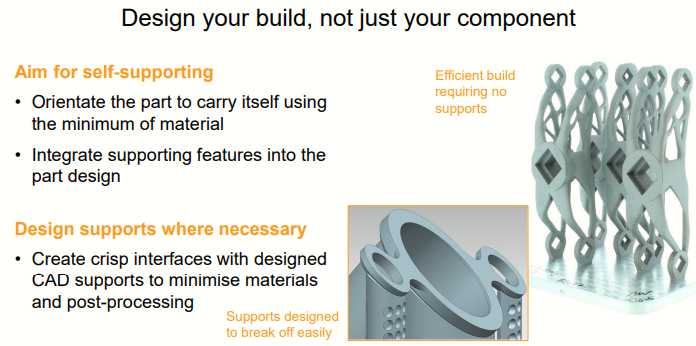 Design your build, not just your component
Aim for self-supporting
• Orientate the part to carry itself using
the minimum of material
• Integrate supporting features into the
part design
Design supports where necessary
• Create crisp interfaces with designed
CAD supports to minimise materials
and post-processing
Efficient build
requiring no
supports
Supports designed
to break off easily